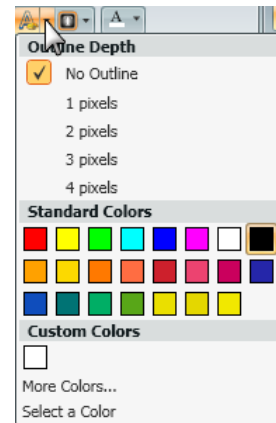 A A
Outline Depth
No Outline
1 pixels
2 pixels
3 pixels
4 pixels
Standard Colors
Custom Colors
More Colors...
Select a Color